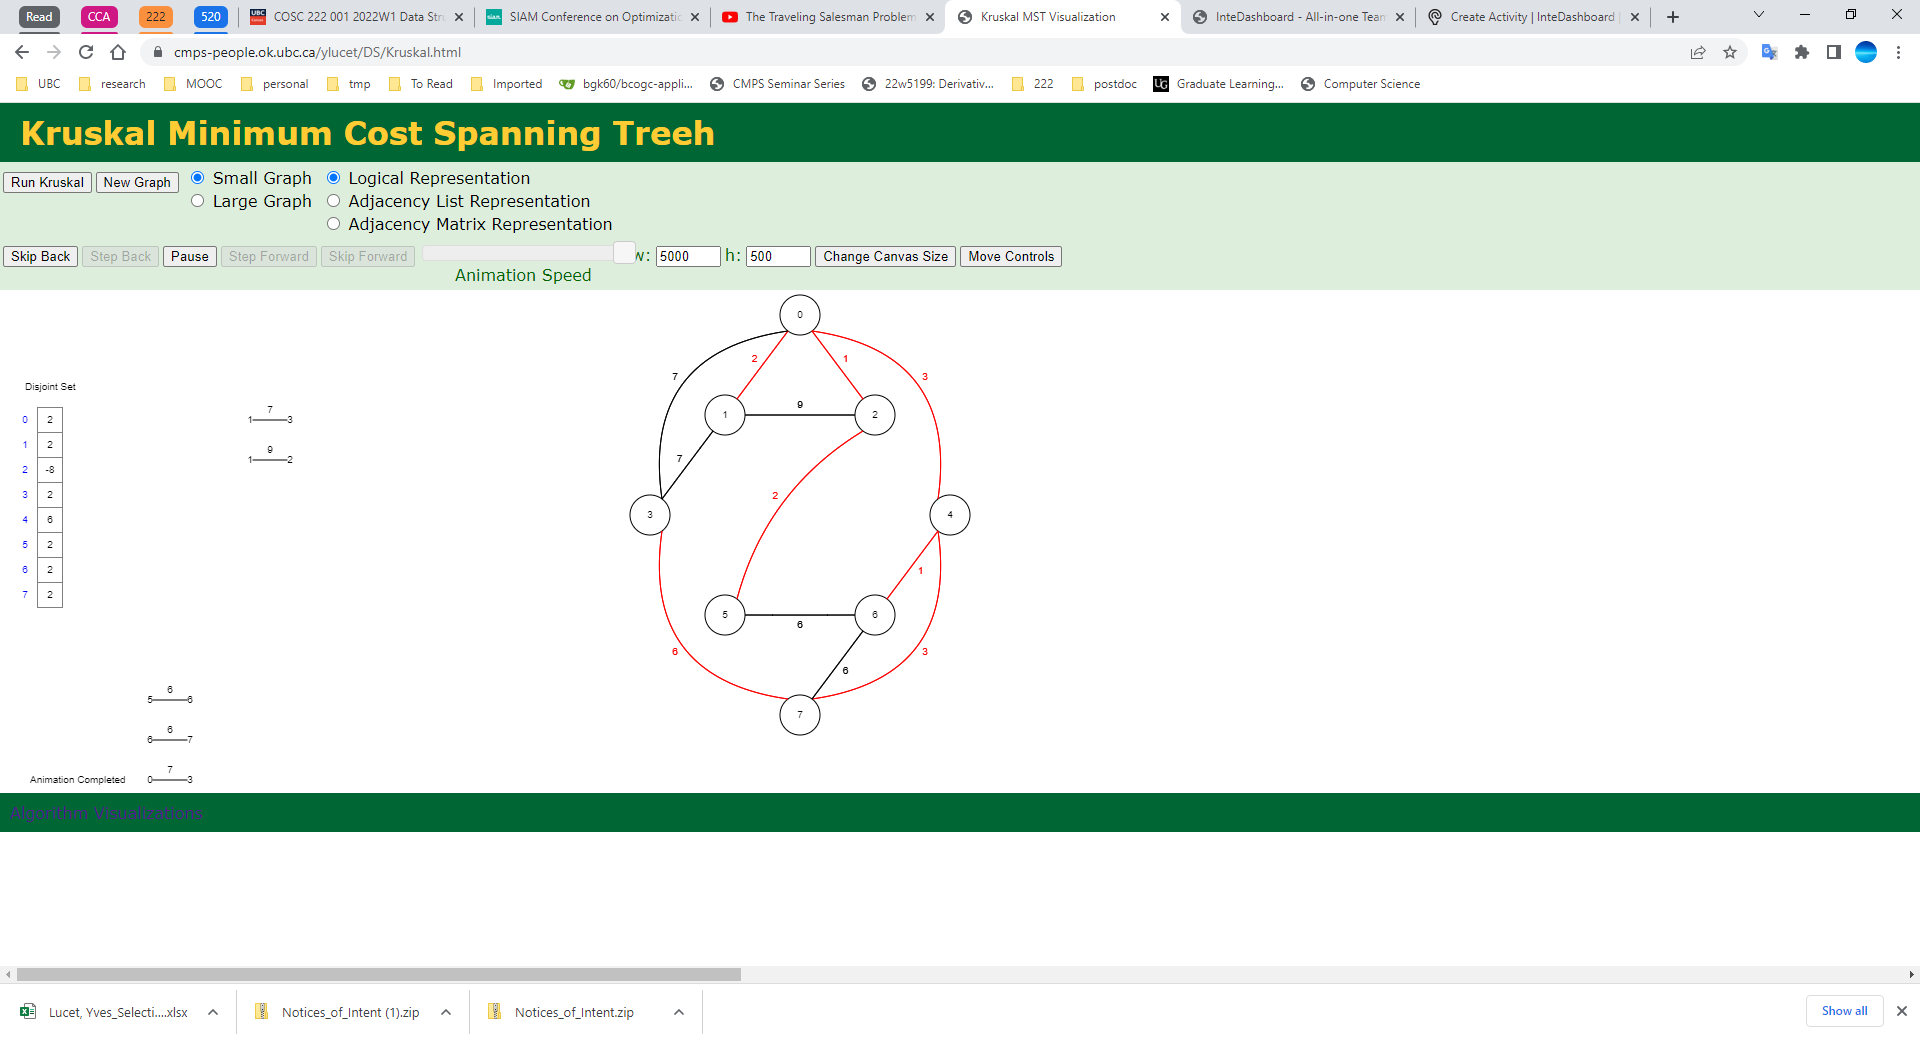 Read CCA 222 520 COSC 222 001 2022W1 Data Str SIAM Conference on Optimizatic The Traveling Salesman Problem Kruskal MST Visualization InteDashboard - All-in-one Team Create Activity | InteDashboard |
cmps-people.ok.ubc.ca/ylucet/DS/Kruskal.html
UBC research MOOC personal tmp To Read Imported bgk60/bcogc-appli... CMPS Seminar Series 22w5199: Derivativ... 222 postdoc UG Graduate Learning... Computer Science
Kruskal Minimum Cost Spanning Treeh
Run Kruskal New Graph Small Graph Logical Representation
Large Graph Adjacency List Representation
Adjacency Matrix Representation
Skip Back Step Back Pause Step Forward Skip Forward w: 5000 h: 500 Change Canvas Size Move Controls
Animation Speed
0
2 1
7 3
Disjoint Set
9
7
1 3
1 2
0 2
1 2
9
1 2
7
2 -8
3 2
2
3 4
4 6
5 2
6 2
1
7 2
5 6
6
6 3
6
6
5 6
7
6
6 7
7
Animation Completed 0 3
Algorithm Visualizations
Lucet, Yves_Selecti....xlsx Notices_of_Intent (1).zip Notices_of_Intent.zip Show all